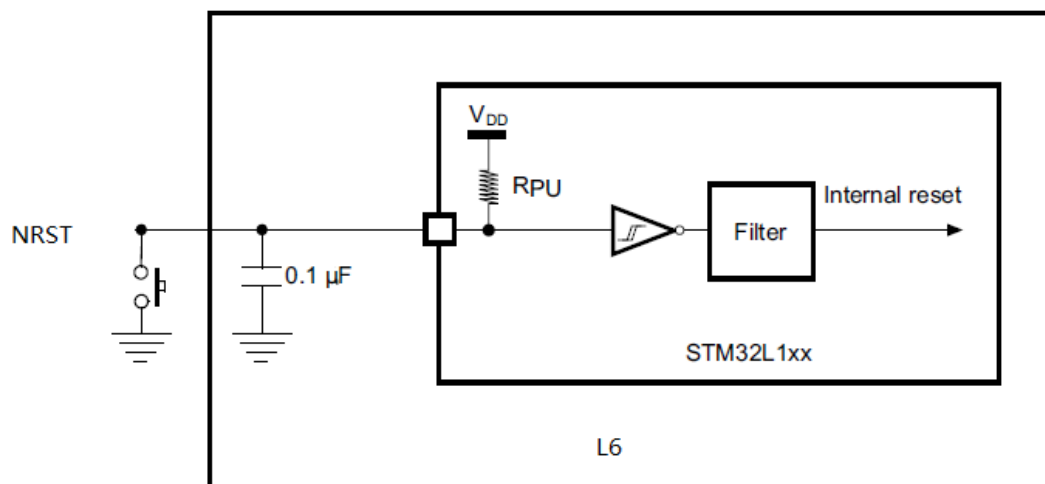 VDD
RPU
Internal reset
NRST
Filter
0.1 µF
STM32L1xx
L6